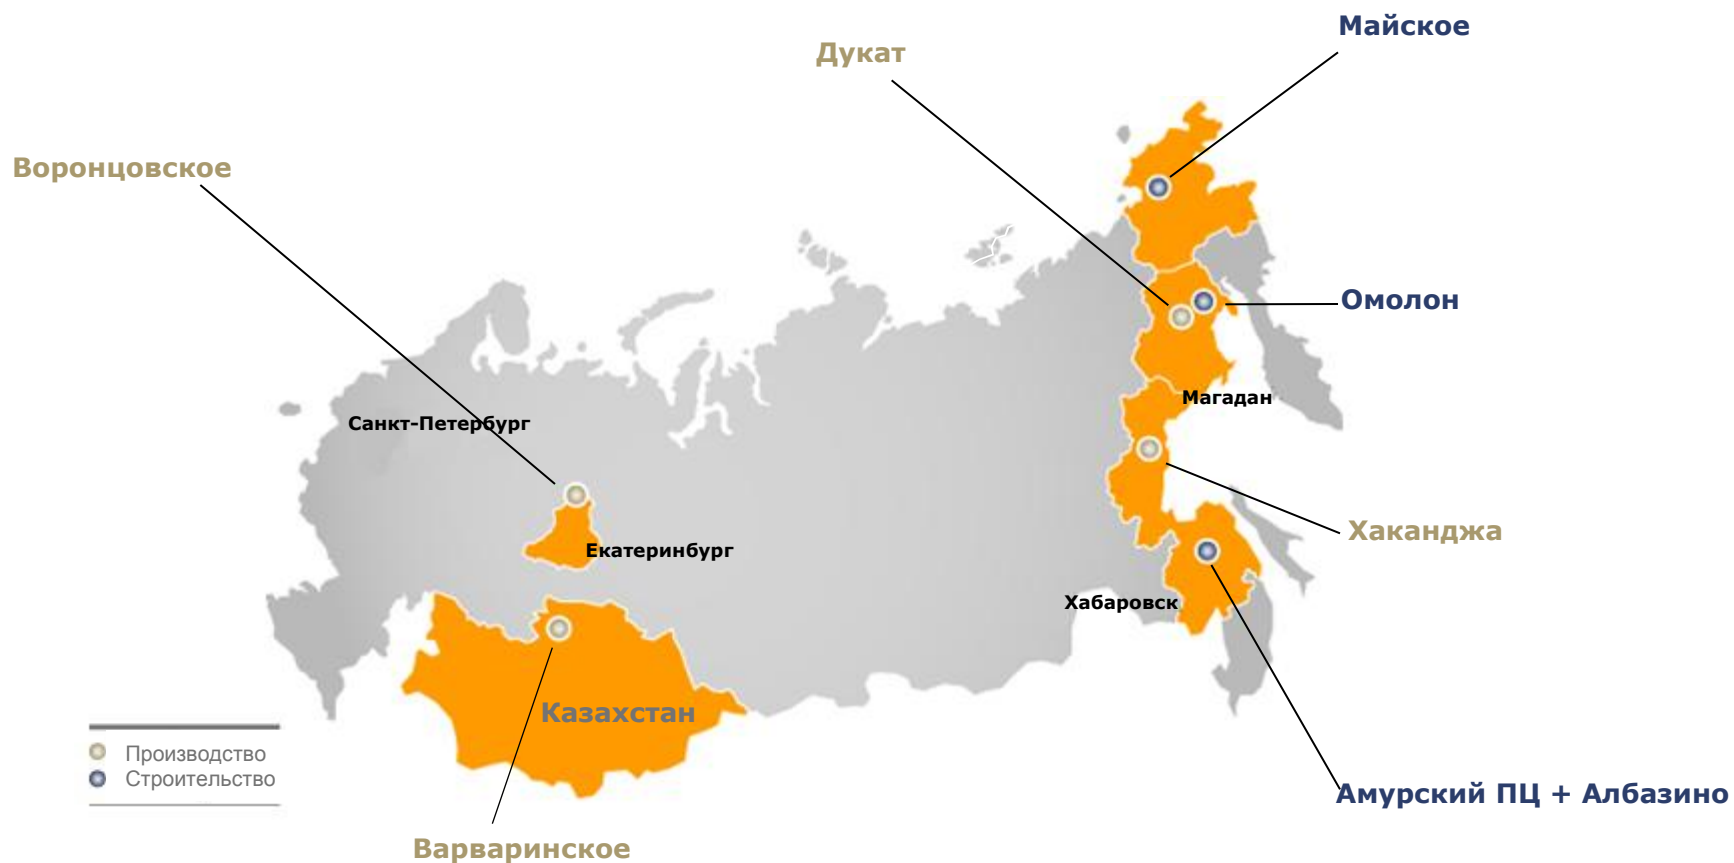 Майское
Дукат
Воронцовское
Омолон
Магадан
Санкт-Петербург
Хаканджа
Екатеринбург
Хабаровск
Казахстан
Производство
Строительство
Амурский ПЦ + Албазино
Варваринское